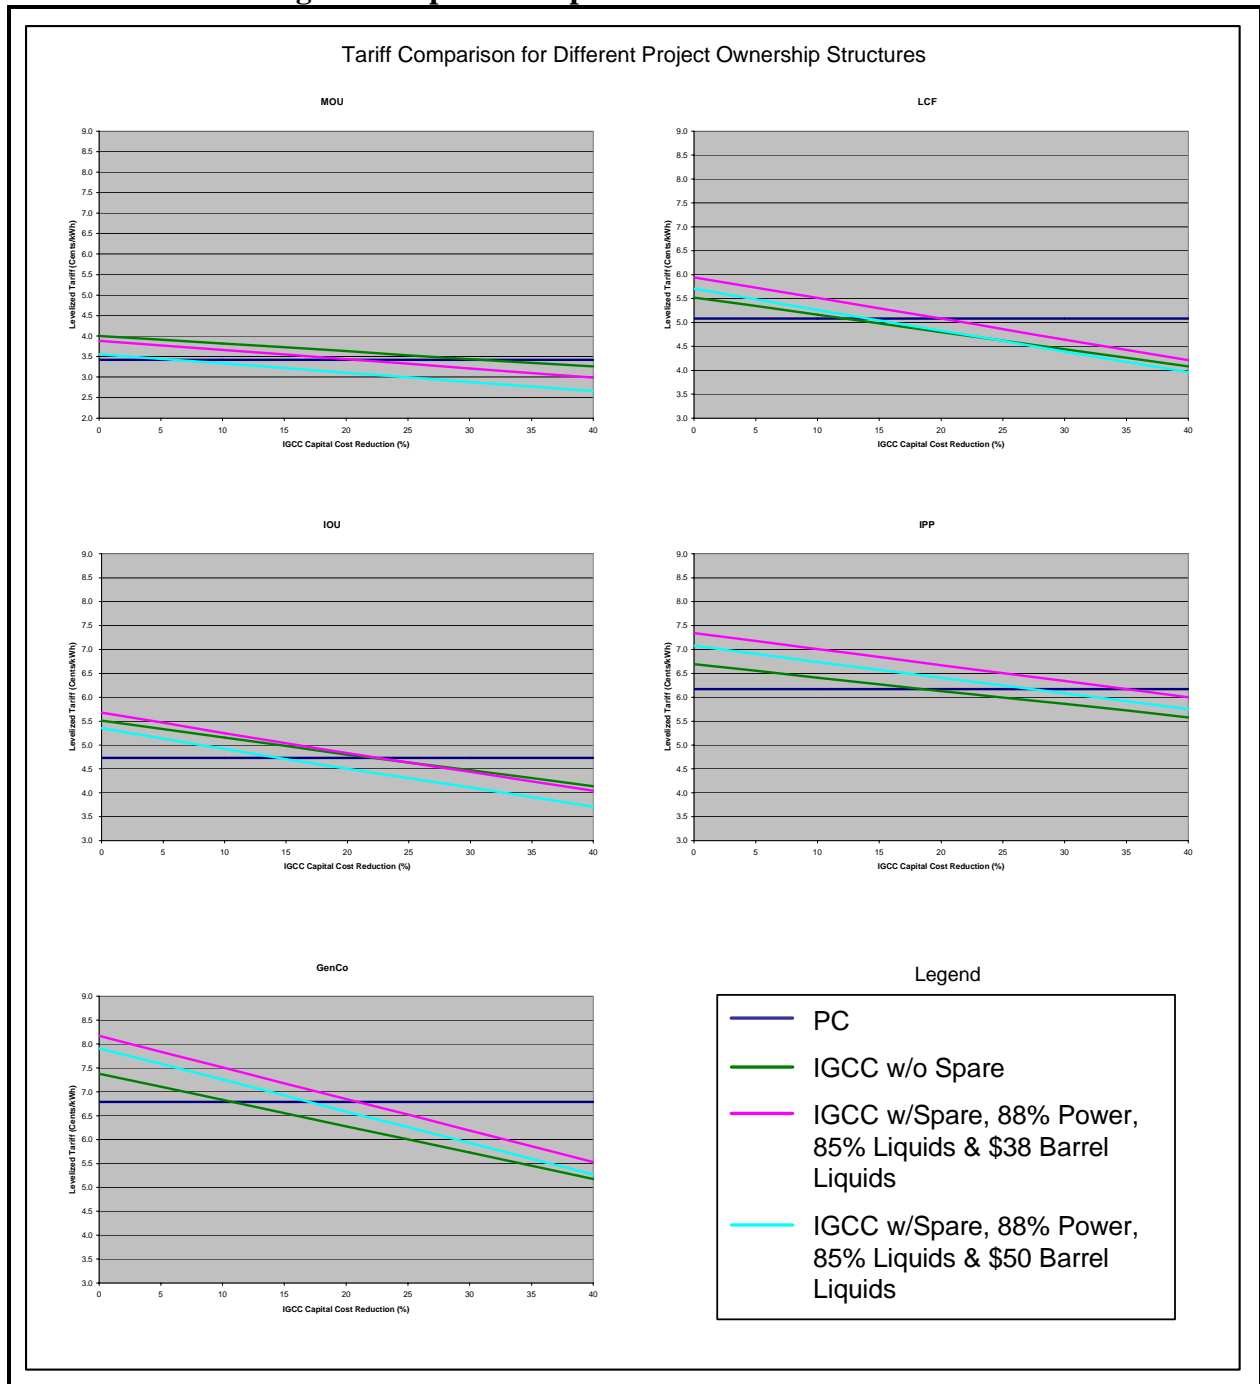 Tariff Comparison for Different Project Ownership Structures
MOU
Levelized Tariff (Cents/kWh)
9.0
8.5
8.0
7.5
7.0
6.5
6.0
5.5
5.0
4.5
4.0
3.5
3.0
2.5
2.0
0 5 10 15 20 25 30 35 40
IGCC Capital Cost Reduction (%)
LCF
Levelized Tariff (Cents/kWh)
9.0
8.5
8.0
7.5
7.0
6.5
6.0
5.5
5.0
4.5
4.0
3.5
3.0
0 5 10 15 20 25 30 35 40
IGCC Capital Cost Reduction (%)
IOU
Levelized Tariff (Cents/kWh)
9.0
8.5
8.0
7.5
7.0
6.5
6.0
5.5
5.0
4.5
4.0
3.5
3.0
0 5 10 15 20 25 30 35 40
IGCC Capital Cost Reduction (%)
IPP
Levelized Tariff (Cents/kWh)
9.0
8.5
8.0
7.5
7.0
6.5
6.0
5.5
5.0
4.5
4.0
3.5
3.0
0 5 10 15 20 25 30 35 40
IGCC Capital Cost Reduction (%)
GenCo
Levelized Tariff (Cents/kWh)
9.0
8.5
8.0
7.5
7.0
6.5
6.0
5.5
5.0
4.5
4.0
3.5
3.0
0 5 10 15 20 25 30 35 40
IGCC Capital Cost Reduction (%)
Legend
PC
IGCC w/o Spare
IGCC w/Spare, 88% Power,
85% Liquids & $38 Barrel
Liquids
IGCC w/Spare, 88% Power,
85% Liquids & $50 Barrel
Liquids